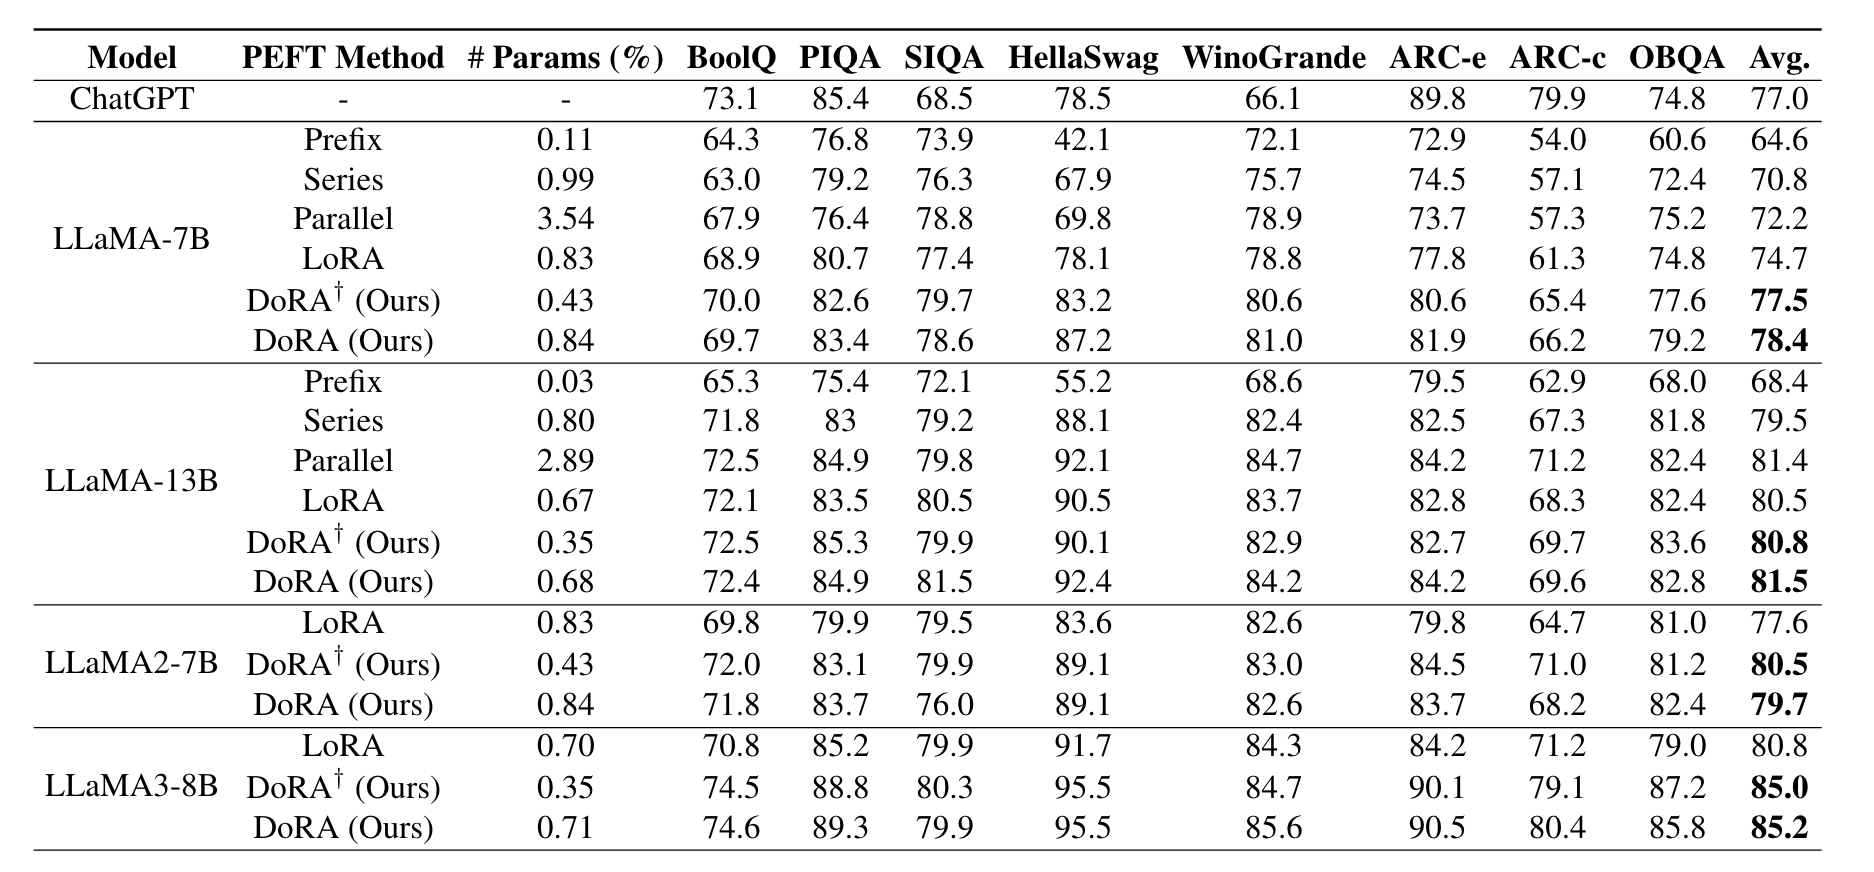 Model PEFT Method # Params (%) BoolQ PIQA SIQA HellaSwag WinoGrande ARC-e ARC-c OBQA Avg.
ChatGPT - - 73.1 85.4 68.5 78.5 66.1 89.8 79.9 74.8 77.0
LLaMA-7B
Prefix 0.11 64.3 76.8 73.9 42.1 72.1 72.9 54.0 60.6 64.6
Series 0.99 63.0 79.2 76.3 67.9 75.7 74.5 57.1 72.4 70.8
Parallel 3.54 67.9 76.4 78.8 69.8 78.9 73.7 57.3 75.2 72.2
LoRA 0.83 68.9 80.7 77.4 78.1 78.8 77.8 61.3 74.8 74.7
DoRA† (Ours) 0.43 70.0 82.6 79.7 83.2 80.6 80.6 65.4 77.6 77.5
DoRA (Ours) 0.84 69.7 83.4 78.6 87.2 81.0 81.9 66.2 79.2 78.4
LLaMA-13B
Prefix 0.03 65.3 75.4 72.1 55.2 68.6 79.5 62.9 68.0 68.4
Series 0.80 71.8 83 79.2 88.1 82.4 82.5 67.3 81.8 79.5
Parallel 2.89 72.5 84.9 79.8 92.1 84.7 84.2 71.2 82.4 81.4
LoRA 0.67 72.1 83.5 80.5 90.5 83.7 82.8 68.3 82.4 80.5
DoRA† (Ours) 0.35 72.5 85.3 79.9 90.1 82.9 82.7 69.7 83.6 80.8
DoRA (Ours) 0.68 72.4 84.9 81.5 92.4 84.2 84.2 69.6 82.8 81.5
LLaMA2-7B
LoRA 0.83 69.8 79.9 79.5 83.6 82.6 79.8 64.7 81.0 77.6
DoRA† (Ours) 0.43 72.0 83.1 79.9 89.1 83.0 84.5 71.0 81.2 80.5
DoRA (Ours) 0.84 71.8 83.7 76.0 89.1 82.6 83.7 68.2 82.4 79.7
LLaMA3-8B
LoRA 0.70 70.8 85.2 79.9 91.7 84.3 84.2 71.2 79.0 80.8
DoRA† (Ours) 0.35 74.5 88.8 80.3 95.5 84.7 90.1 79.1 87.2 85.0
DoRA (Ours) 0.71 74.6 89.3 79.9 95.5 85.6 90.5 80.4 85.8 85.2